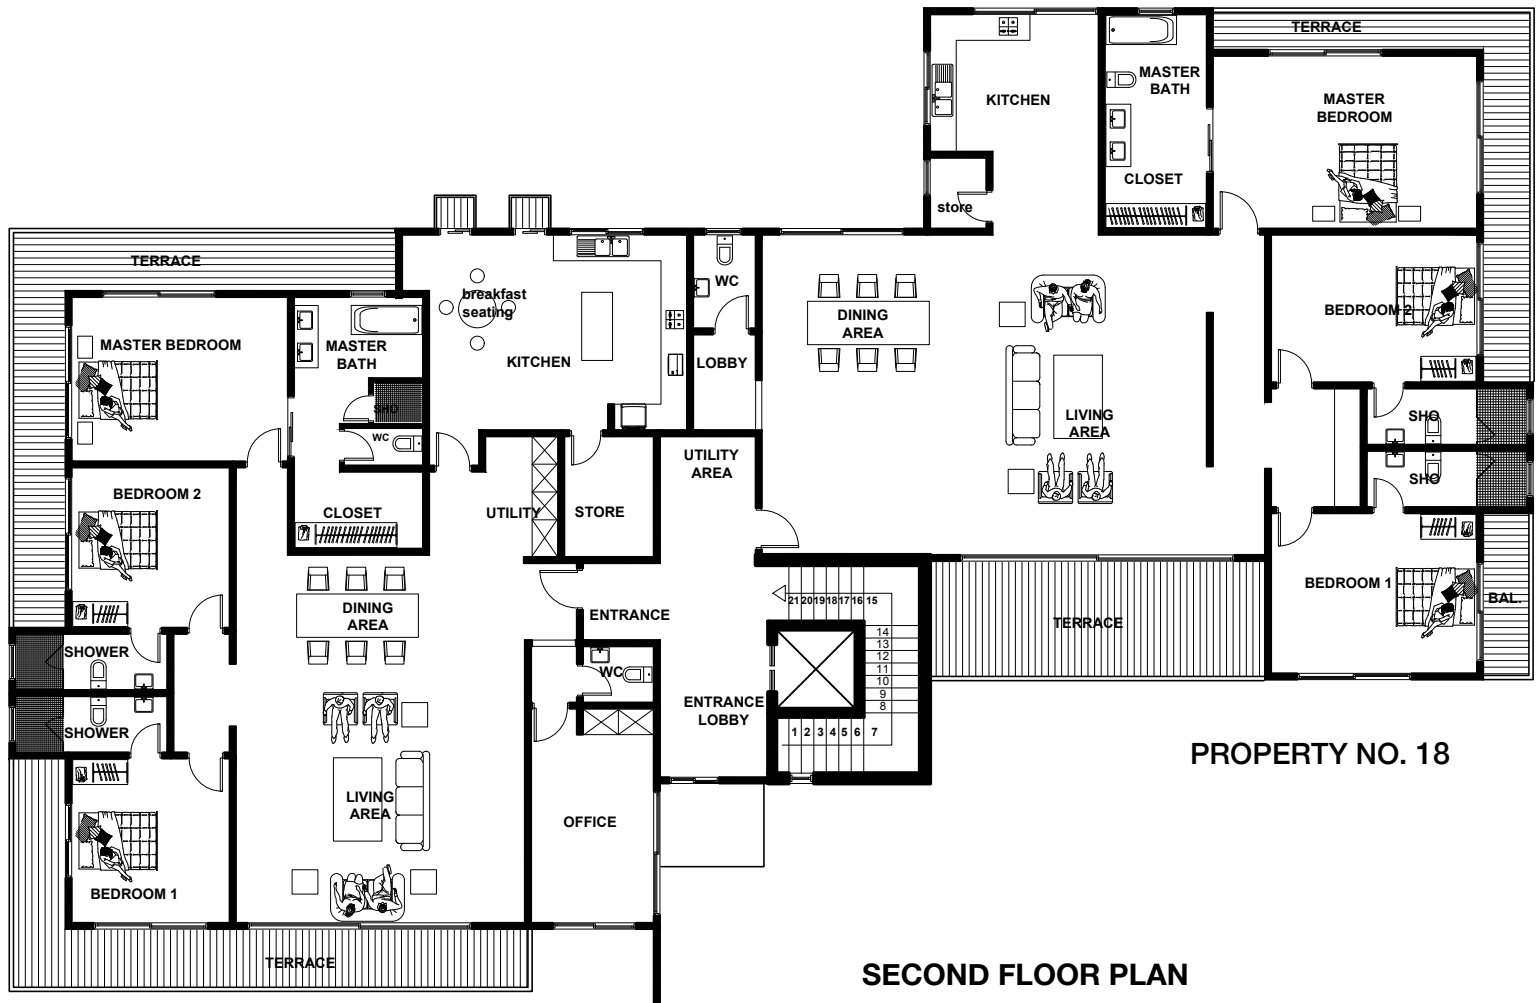 TERRACE
KITCHEN
MASTER
BATH
MASTER
BEDROOM
CLOSET
store
TERRACE
breakfast
seating
WC
DINING
AREA
BEDROOM 2
MASTER BEDROOM
MASTER
BATH
KITCHEN
LOBBY
SHO
WC
LIVING
AREA
SHO
SHO
UTILITY
AREA
BEDROOM 2
CLOSET
UTILITY
STORE
DINING
AREA
ENTRANCE
21 20 19 18 17 16 15
BEDROOM 1
BAL.
TERRACE
14
13
12
11
10
9
8
SHOWER
WC
SHOWER
ENTRANCE
LOBBY
1 2 3 4 5 6 7
PROPERTY NO. 18
LIVING
AREA
OFFICE
BEDROOM 1
TERRACE
SECOND FLOOR PLAN